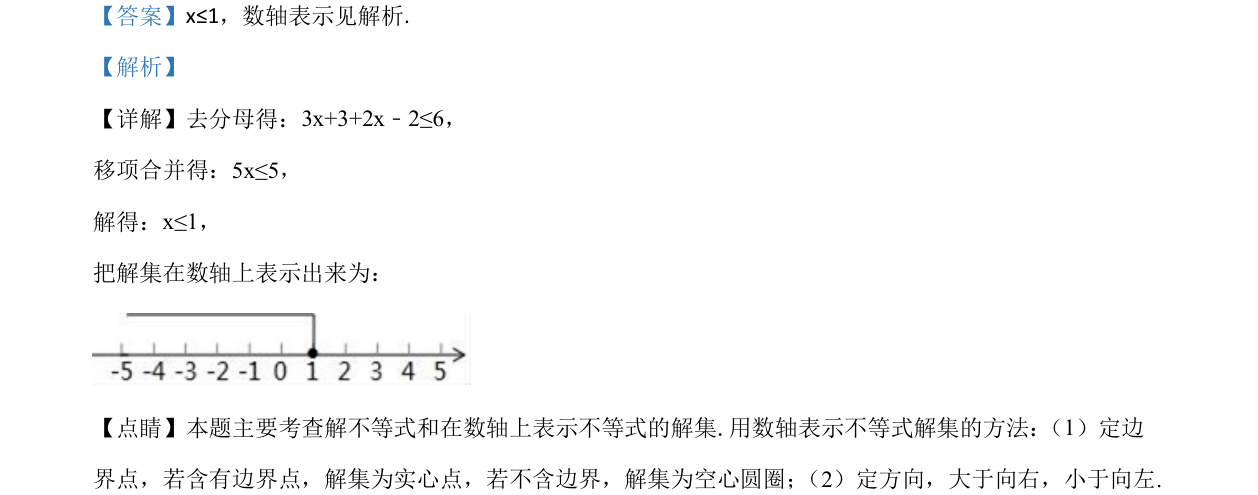 【答案】x≤1，数轴表示见解析.
【解析】
【详解】去分母得：3x+3+2x﹣2≤6，
移项合并得：5x≤5，
解得：x≤1，
把解集在数轴上表示出来为：
-5 -4 -3 -2 -1 0 1 2 3 4 5
【点睛】本题主要考查解不等式和在数轴上表示不等式的解集. 用数轴表示不等式解集的方法：（1）定边
界点，若含有边界点，解集为实心点，若不含边界，解集为空心圆圈；（2）定方向，大于向右，小于向左.